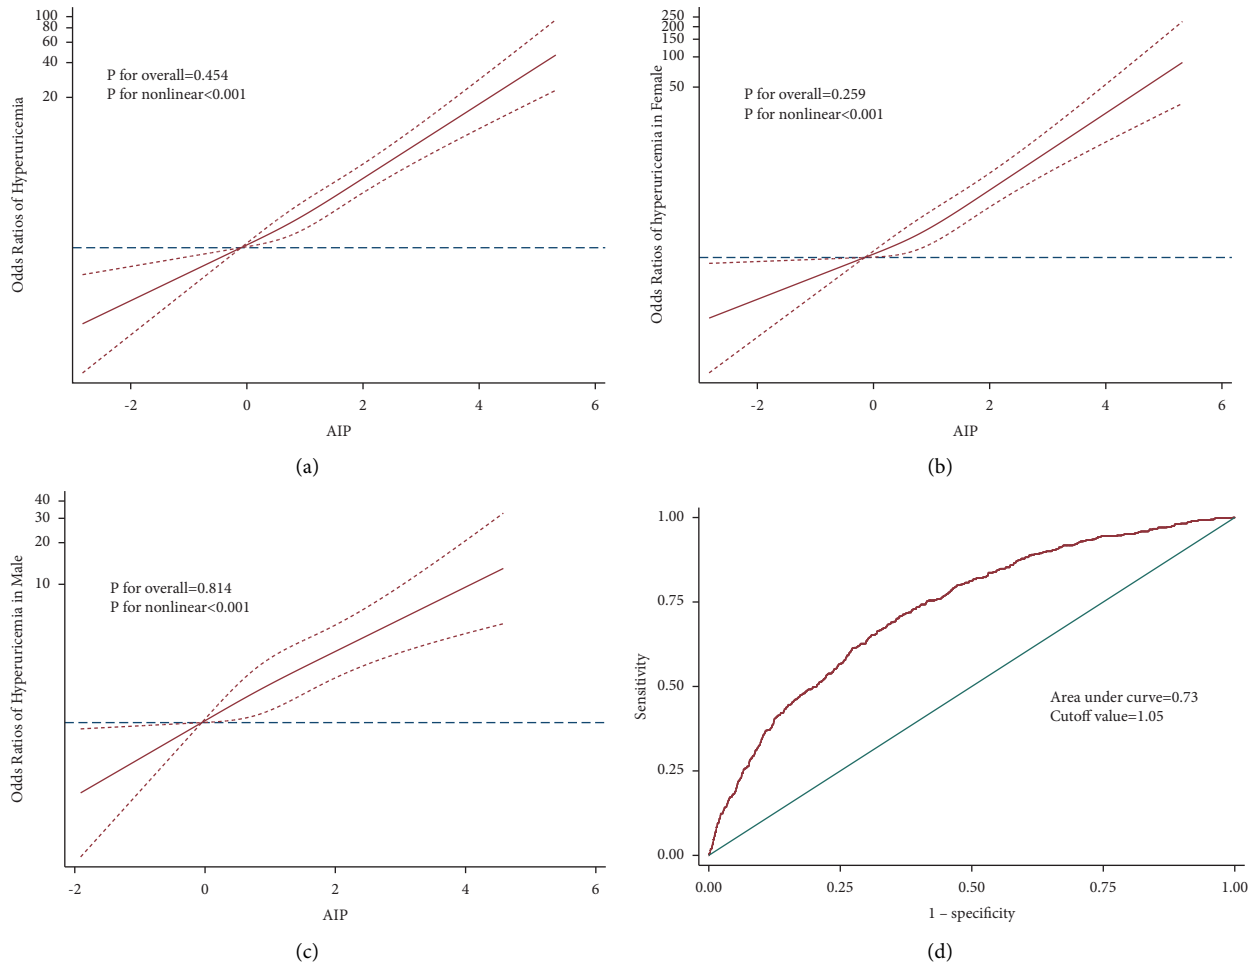 Odds Ratios of Hyperuricemia
100
80
60
40
20
P for overall=0.454
P for nonlinear<0.001
-2
0
2
4
6
AIP
(a)
Odds Ratios of hyperuricemia in Female
250
200
150
100
50
P for overall=0.259
P for nonlinear<0.001
-2
0
2
4
6
AIP
(b)
Odds Ratios of Hyperuricemia in Male
40
30
20
10
P for overall=0.814
P for nonlinear<0.001
-2
0
2
4
6
AIP
(c)
Sensitivity
1.00
0.75
0.50
0.25
0.00
Area under curve=0.73
Cutoff value=1.05
0.00
0.25
0.50
0.75
1.00
1 – specificity
(d)